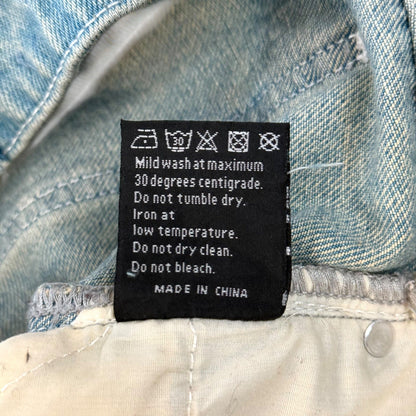 30
Mild wash at maximum
30 degrees centigrade.
Do not tumble dry.
Iron at
low temperature.
Do not dry clean.
Do not bleach.
MADE IN CHINA